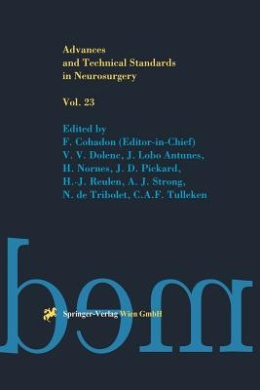 Advances
and Technical Standards
in Neurosurgery
Vol. 23
Edited by
F. Cohadon (Editor-in-Chief)
V. V. Dolenc, J. Lobo Antunes,
H. Nornes, J. D. Pickard,
H.-J. Reulen, A. J. Strong,
N. de Tribolet, C.A.F. Tulleken
bɘm
Springer-Verlag Wien GmbH